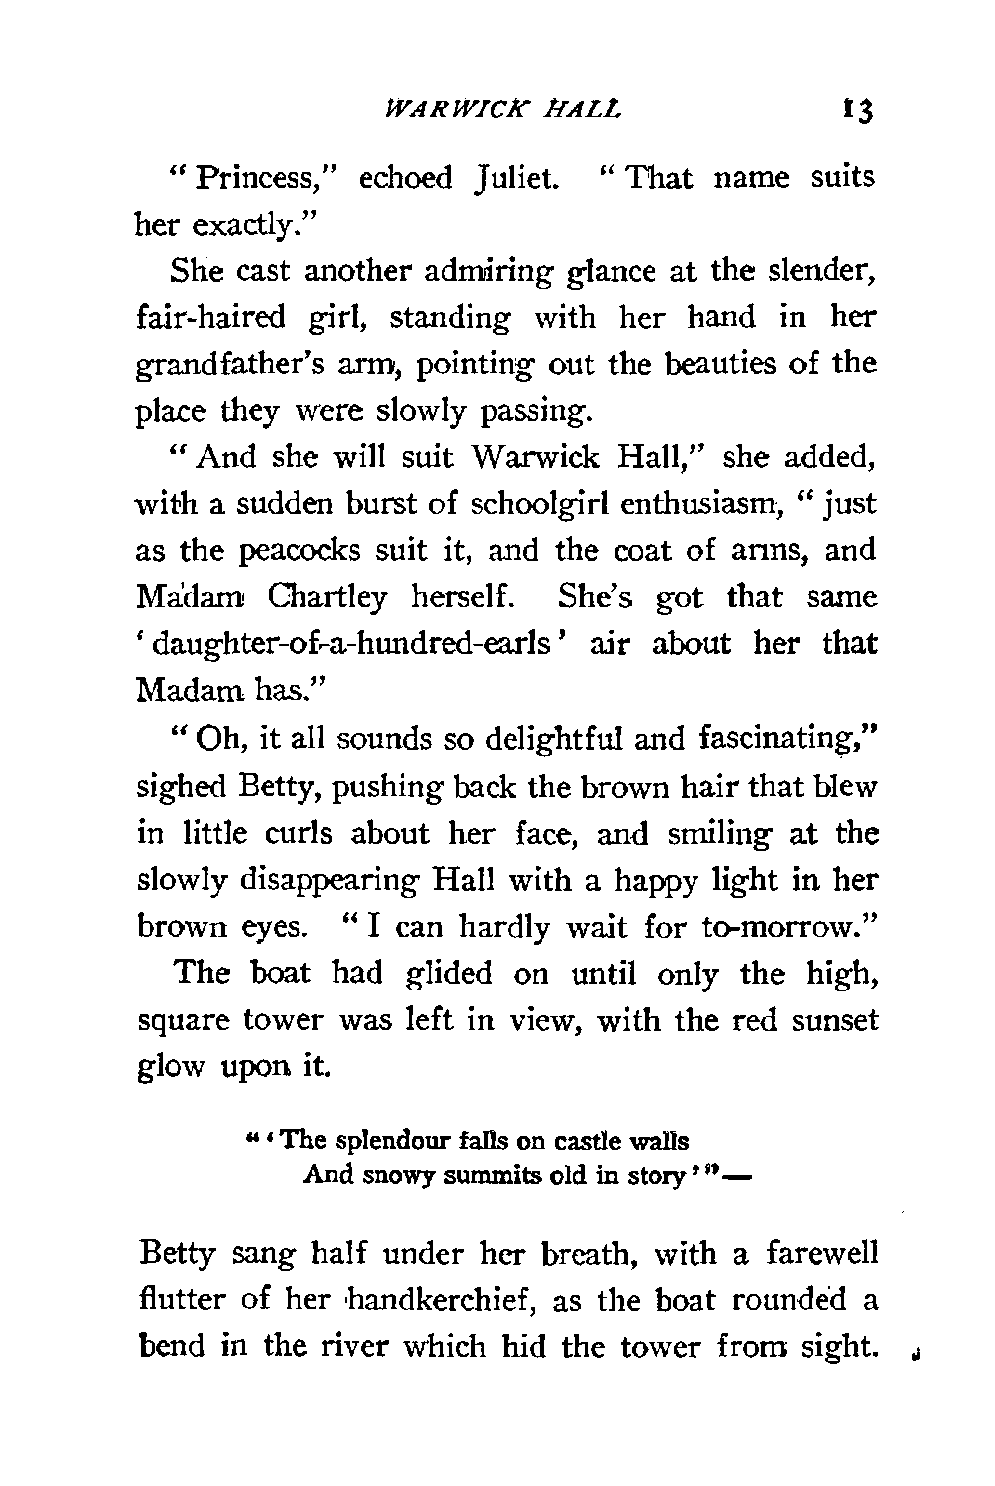 WARWICK HALL 13
" Princess," echoed Juliet. " That name suits
her exactly."
She cast another admiring glance at the slender,
fair-haired girl, standing with her hand in her
grandfather's arm, pointing out the beauties of the
place they were slowly passing.
" And she will suit Warwick Hall," she added,
with a sudden burst of schoolgirl enthusiasm, " just
as the peacocks suit it, and the coat of arms, and
Madam Chartley herself. She's got that same
' daughter-of-a-hundred-earls ' air about her that
Madam has."
" Oh, it all sounds so delightful and fascinating,"
sighed Betty, pushing back the brown hair that blew
in little curls about her face, and smiling at the
slowly disappearing Hall with a happy light in her
brown eyes. " I can hardly wait for to-morrow."
The boat had glided on until only the high,
square tower was left in view, with the red sunset
glow upon it.
" ' The splendour falls on castle walls
And snowy summits old in story ' "—
Betty sang half under her breath, with a farewell
flutter of her handkerchief, as the boat rounded a
bend in the river which hid the tower from sight.